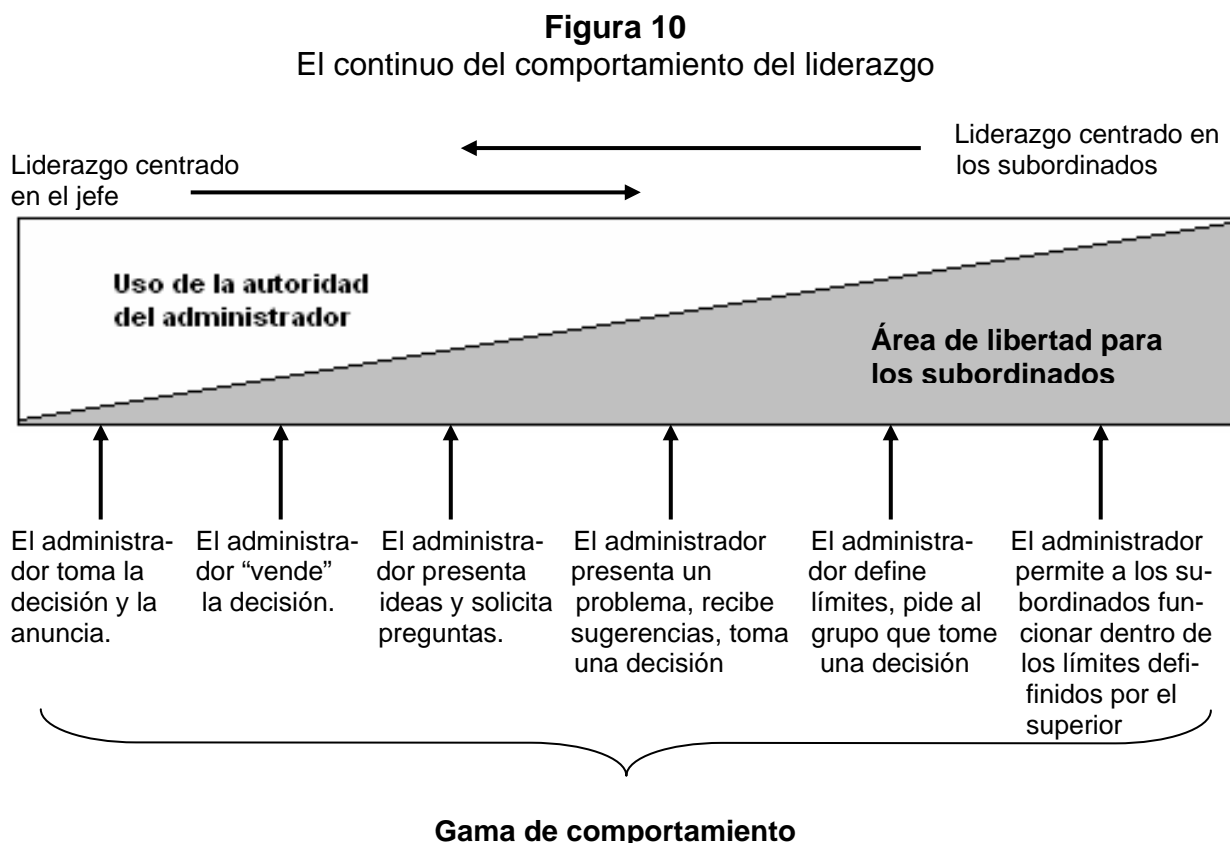 Figura 10
El continuo del comportamiento del liderazgo
Liderazgo centrado
en el jefe
Liderazgo centrado en
los subordinados
Uso de la autoridad
del administrador
Área de libertad para
los subordinados
El administra-
dor toma la
decisión y la
anuncia.
El administra-
dor “vende”
la decisión.
El administra-
dor presenta
ideas y solicita
preguntas.
El administrador
presenta un
problema, recibe
sugerencias, toma
una decisión
El administra-
dor define
límites, pide al
grupo que tome
una decisión
El administrador
permite a los su-
bordinados fun-
cionar dentro de
los límites defi-
finidos por el
superior
Gama de comportamiento